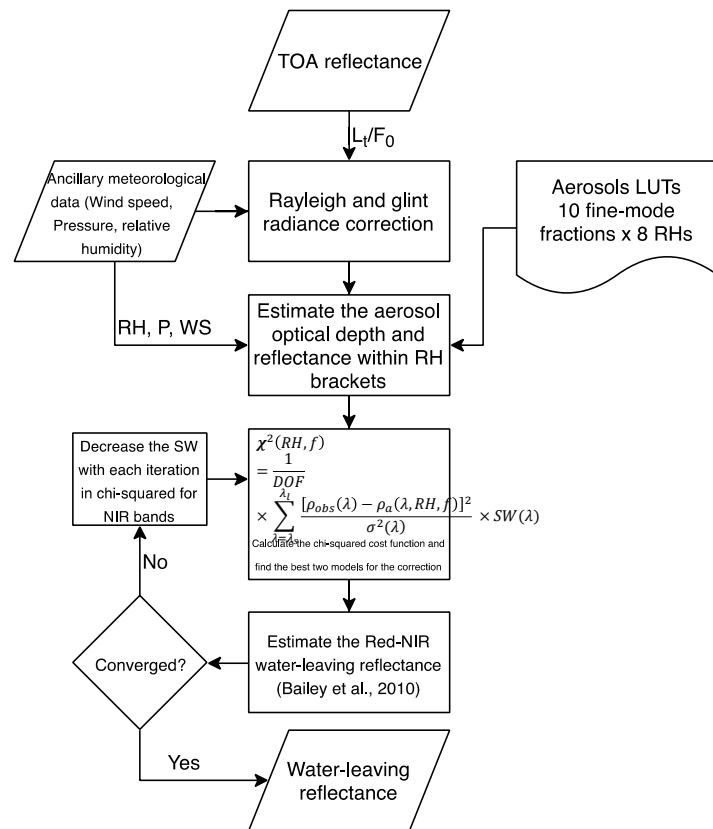 TOA reflectance
L_t/F_0
Ancillary meteorological
data (Wind speed,
Pressure, relative
humidity)
Rayleigh and glint
radiance correction
Aerosols LUTs
10 fine-mode
fractions x 8 RHs
RH, P, WS
Estimate the aerosol
optical depth and
reflectance within RH
brackets
Decrease the SW
with each iteration
in chi-squared for
NIR bands
χ²(RH, f)
= 1/DOF
× ∑_{λ=λ_s}^{λ_l} [ρ_obs(λ) − ρ_a(λ, RH, f)]²/σ²(λ) × SW(λ)
Calculate the chi-squared cost function and
find the best two models for the correction
No
Converged?
Estimate the Red-NIR
water-leaving reflectance
(Bailey et al., 2010)
Yes
Water-leaving
reflectance